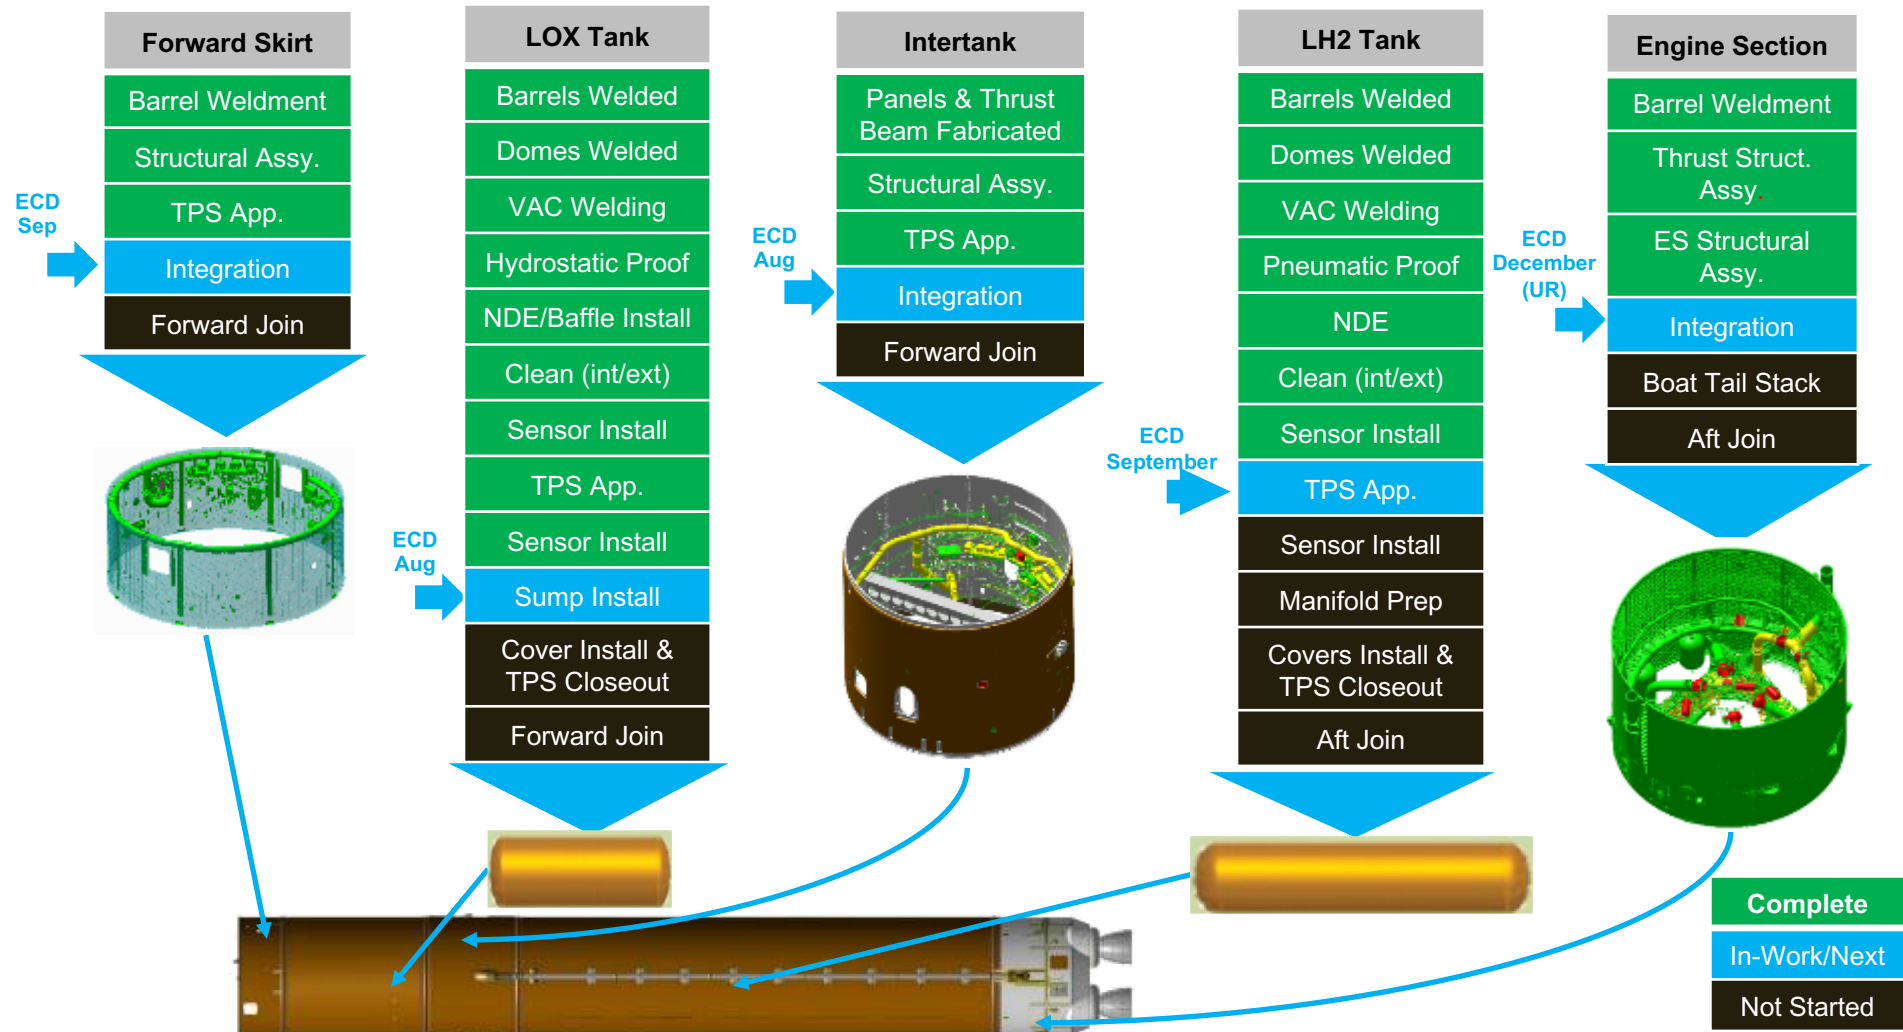 Forward Skirt
Barrel Weldment
Structural Assy.
TPS App.
ECD
Sep
Integration
Forward Join
LOX Tank
Barrels Welded
Domes Welded
VAC Welding
Hydrostatic Proof
NDE/Baffle Install
Clean (int/ext)
Sensor Install
TPS App.
Sensor Install
ECD
Aug
Sump Install
Cover Install &
TPS Closeout
Forward Join
Intertank
Panels & Thrust
Beam Fabricated
Structural Assy.
TPS App.
ECD
Aug
Integration
Forward Join
LH2 Tank
Barrels Welded
Domes Welded
VAC Welding
Pneumatic Proof
NDE
Clean (int/ext)
Sensor Install
ECD
September
TPS App.
Sensor Install
Manifold Prep
Covers Install &
TPS Closeout
Aft Join
Engine Section
Barrel Weldment
Thrust Struct.
Assy.
ES Structural
Assy.
ECD
December
(UR)
Integration
Boat Tail Stack
Aft Join
Complete
In-Work/Next
Not Started